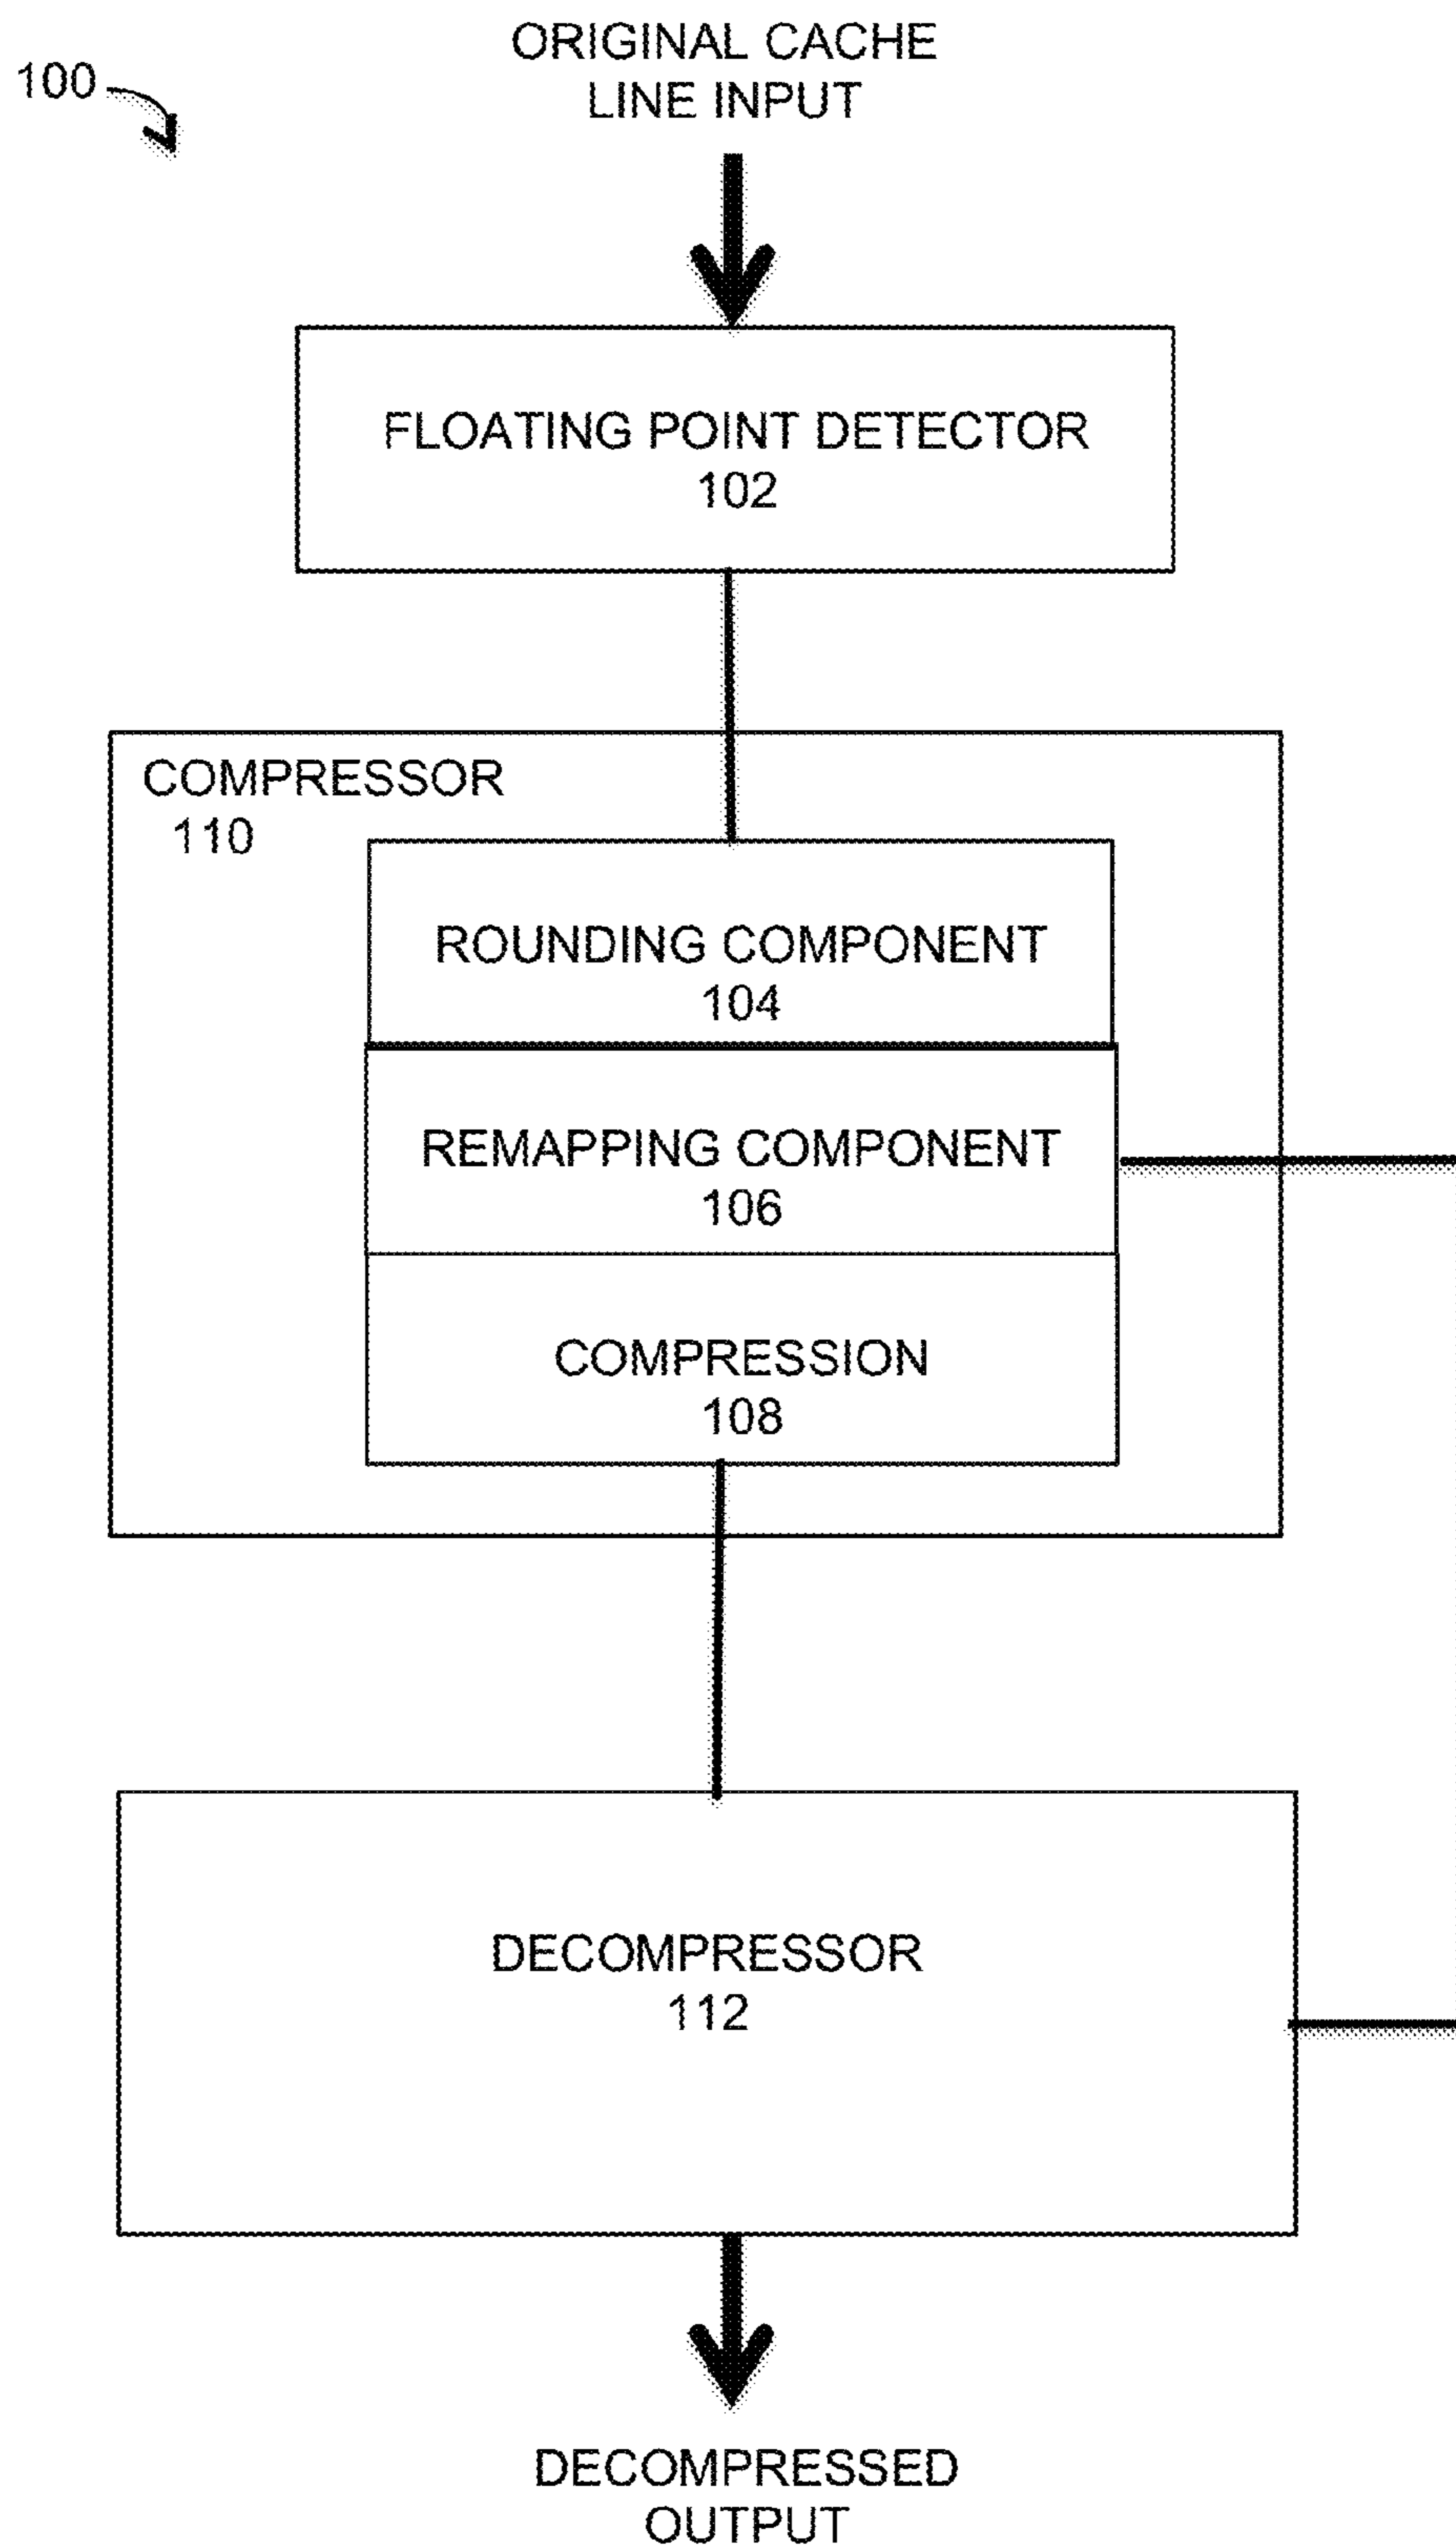 100
ORIGINAL CACHE
LINE INPUT
FLOATING POINT DETECTOR
102
COMPRESSOR
110
ROUNDING COMPONENT
104
REMAPPING COMPONENT
106
COMPRESSION
108
DECOMPRESSOR
112
DECOMPRESSED
OUTPUT